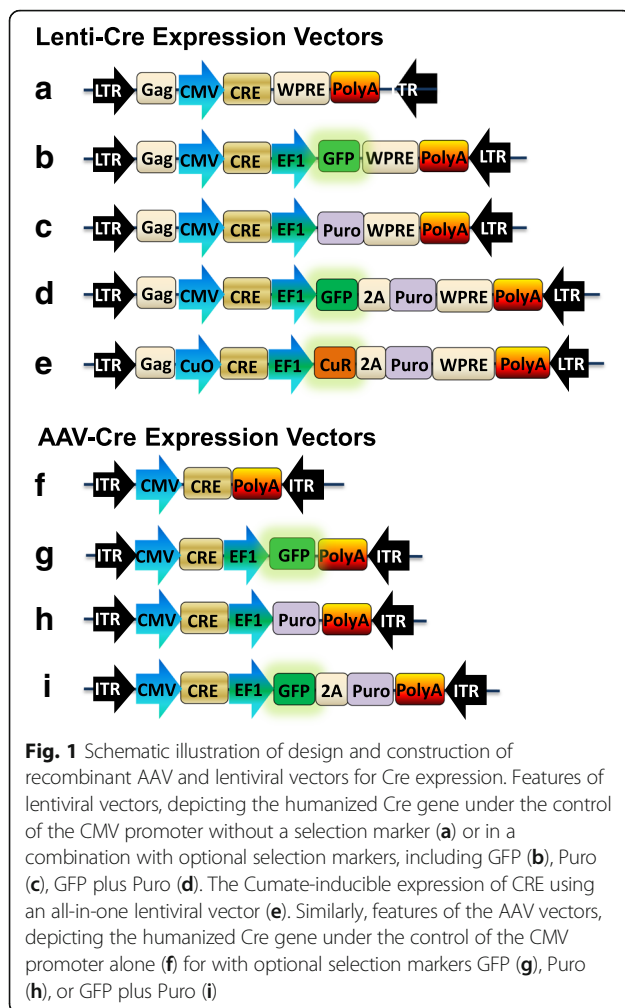 Lenti-Cre Expression Vectors
a LTR Gag CMV CRE WPRE PolyA TR
b LTR Gag CMV CRE EF1 GFP WPRE PolyA LTR
c LTR Gag CMV CRE EF1 Puro WPRE PolyA LTR
d LTR Gag CMV CRE EF1 GFP 2A Puro WPRE PolyA LTR
e LTR Gag CuO CRE EF1 CuR 2A Puro WPRE PolyA LTR
AAV-Cre Expression Vectors
f ITR CMV CRE PolyA ITR
g ITR CMV CRE EF1 GFP PolyA ITR
h ITR CMV CRE EF1 Puro PolyA ITR
i ITR CMV CRE EF1 GFP 2A Puro PolyA ITR
Fig. 1 Schematic illustration of design and construction of
recombinant AAV and lentiviral vectors for Cre expression. Features of
lentiviral vectors, depicting the humanized Cre gene under the control
of the CMV promoter without a selection marker (a) or in a
combination with optional selection markers, including GFP (b), Puro
(c), GFP plus Puro (d). The Cumate-inducible expression of CRE using
an all-in-one lentiviral vector (e). Similarly, features of the AAV vectors,
depicting the humanized Cre gene under the control of the CMV
promoter alone (f) for with optional selection markers GFP (g), Puro
(h), or GFP plus Puro (i)